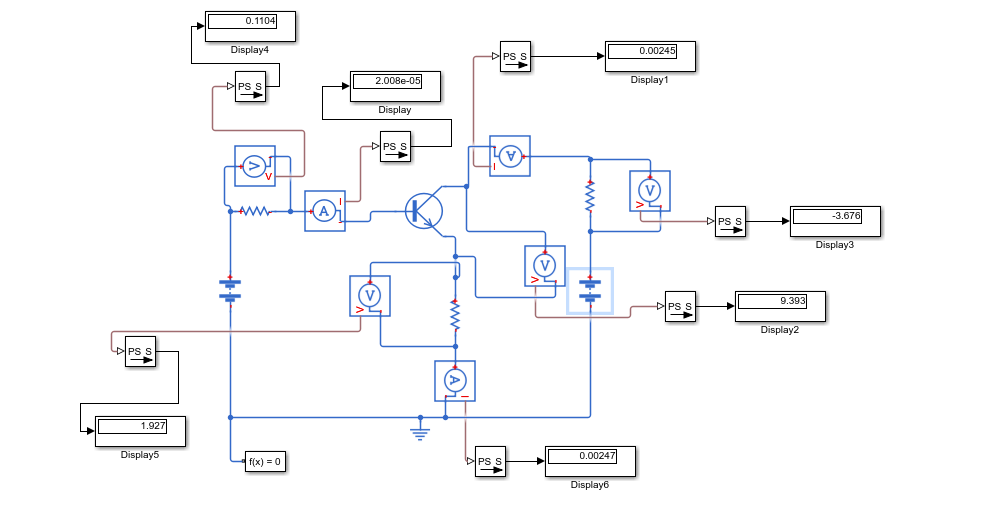 0.1104
Display4
PS S
0.00245
Display1
PS S
2.008e-05
Display
PS S
A
I
V
V
I
A
A
V
V
PS S
-3.676
Display3
V
V
V
V
PS S
9.393
Display2
PS S
A
I
1.927
Display5
f(x) = 0
PS S
0.00247
Display6